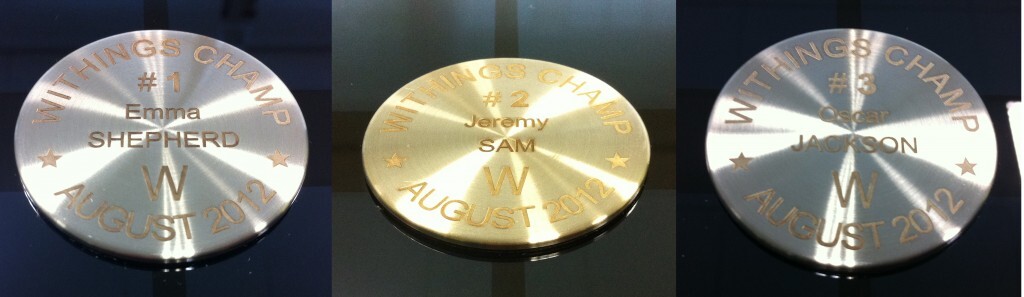 WITHINGS CHAMP
# 1
Emma
SHEPHERD
W
AUGUST 2012
WITHINGS CHAMP
# 2
Jeremy
SAM
W
AUGUST 2012
WITHINGS CHAMP
# 3
Oscar
JACKSON
W
AUGUST 2012